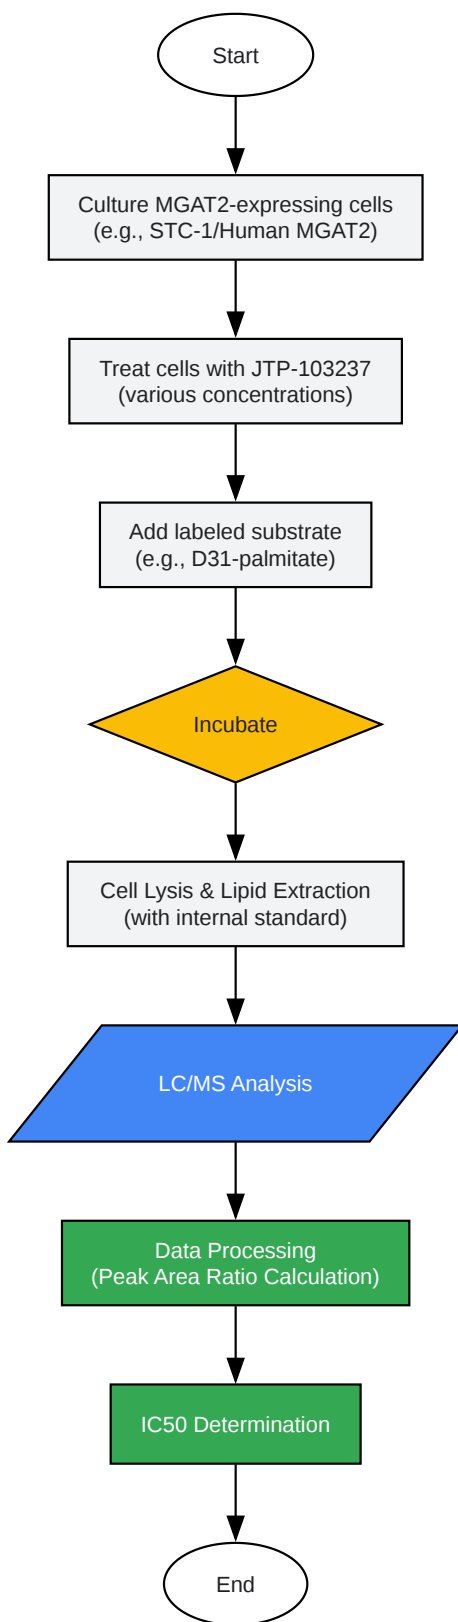 Start
Culture MGAT2-expressing cells
(e.g., STC-1/Human MGAT2)
Treat cells with JTP-103237
(various concentrations)
Add labeled substrate
(e.g., D31-palmitate)
Incubate
Cell Lysis & Lipid Extraction
(with internal standard)
LC/MS Analysis
Data Processing
(Peak Area Ratio Calculation)
IC50 Determination
End